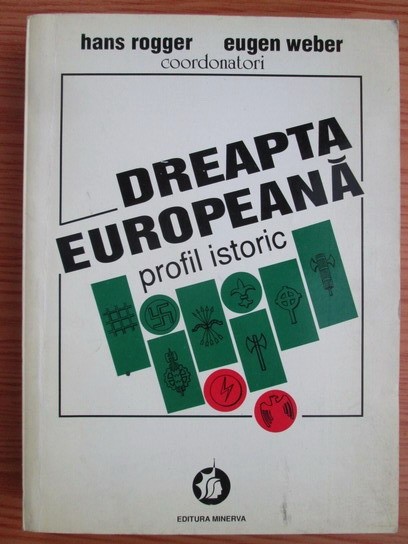 hans rogger eugen weber
coordonatori
DREAPTA
EUROPEANĂ
profil istoric
EDITURA MINERVA